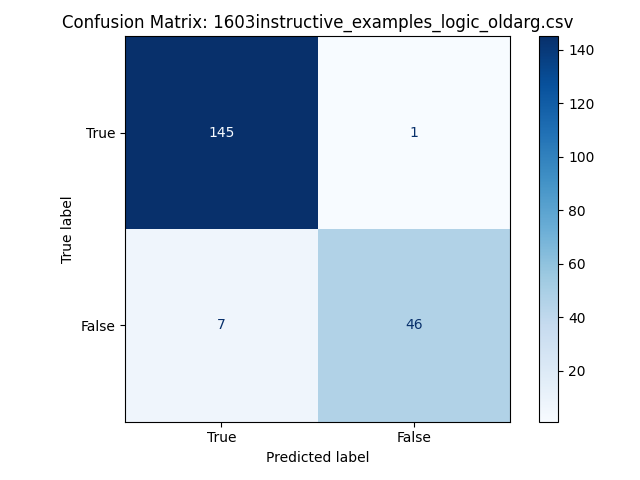 Confusion Matrix: 1603instructive_examples_logic_oldarg.csv
True label
True
False
145
1
7
46
True
False
Predicted label
140
120
100
80
60
40
20